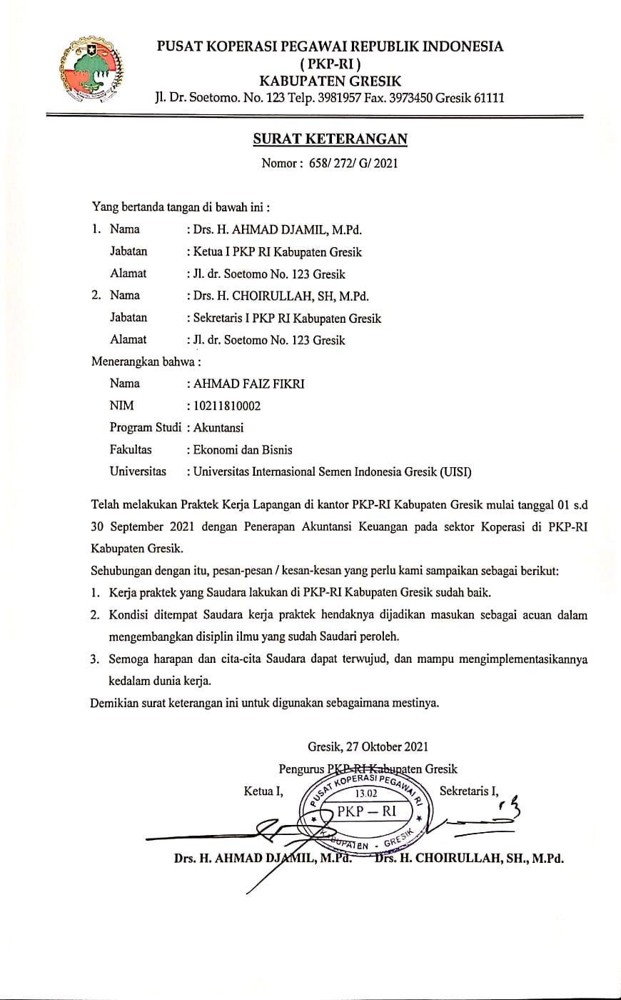 PUSAT KOPERASI PEGAWAI REPUBLIK INDONESIA
( PKP-RI )
KABUPATEN GRESIK
Jl. Dr. Soetomo. No. 123 Telp. 3981957 Fax. 3973450 Gresik 61111
SURAT KETERANGAN
Nomor : 658/ 272/ G/ 2021
Yang bertanda tangan di bawah ini :
1. Nama : Drs. H. AHMAD DJAMIL, M.Pd.
Jabatan : Ketua I PKP RI Kabupaten Gresik
Alamat : Jl. dr. Soetomo No. 123 Gresik
2. Nama : Drs. H. CHOIRULLAH, SH, M.Pd.
Jabatan : Sekretaris I PKP RI Kabupaten Gresik
Alamat : Jl. dr. Soetomo No. 123 Gresik
Menerangkan bahwa :
Nama : AHMAD FAIZ FIKRI
NIM : 10211810002
Program Studi : Akuntansi
Fakultas : Ekonomi dan Bisnis
Universitas : Universitas Internasional Semen Indonesia Gresik (UISI)
Telah melakukan Praktek Kerja Lapangan di kantor PKP-RI Kabupaten Gresik mulai tanggal 01 s.d
30 September 2021 dengan Penerapan Akuntansi Keuangan pada sektor Koperasi di PKP-RI
Kabupaten Gresik.
Sehubungan dengan itu, pesan-pesan / kesan-kesan yang perlu kami sampaikan sebagai berikut:
1. Kerja praktek yang Saudara lakukan di PKP-RI Kabupaten Gresik sudah baik.
2. Kondisi ditempat Saudara kerja praktek hendaknya dijadikan masukan sebagai acuan dalam
mengembangkan disiplin ilmu yang sudah Saudari peroleh.
3. Semoga harapan dan cita-cita Saudara dapat terwujud, dan mampu mengimplementasikannya
kedalam dunia kerja.
Demikian surat keterangan ini untuk digunakan sebagaimana mestinya.
Gresik, 27 Oktober 2021
Pengurus PKP-RI Kabupaten Gresik
Ketua I, Sekretaris I,
PUSAT KOPERASI PEGAWAI RI
13.02
PKP – RI
KABUPATEN - GRESIK
Drs. H. AHMAD DJAMIL, M.Pd. Drs. H. CHOIRULLAH, SH., M.Pd.